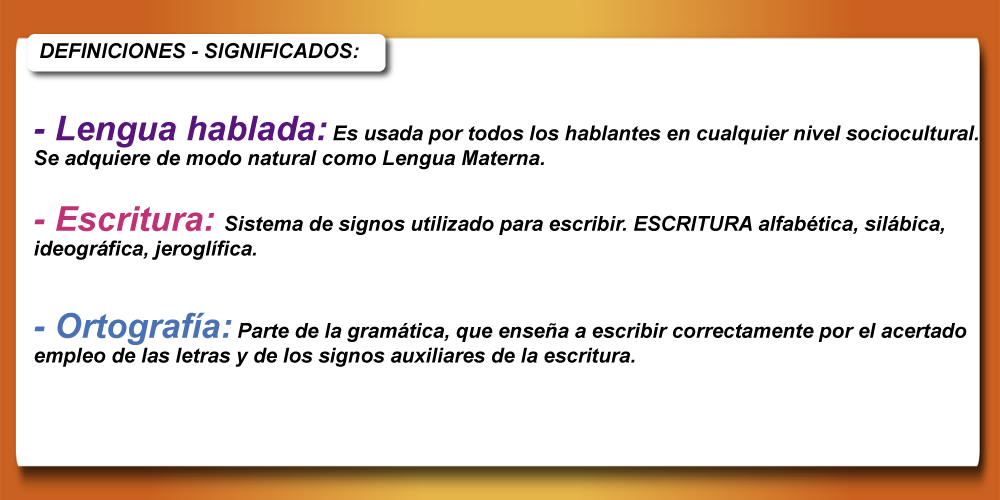 DEFINICIONES - SIGNIFICADOS:
- Lengua hablada: Es usada por todos los hablantes en cualquier nivel sociocultural.
Se adquiere de modo natural como Lengua Materna.
- Escritura: Sistema de signos utilizado para escribir. ESCRITURA alfabética, silábica,
ideográfica, jeroglífica.
- Ortografía: Parte de la gramática, que enseña a escribir correctamente por el acertado
empleo de las letras y de los signos auxiliares de la escritura.